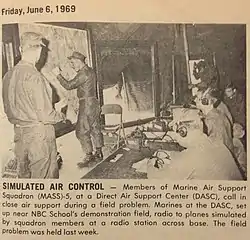 Friday, June 6, 1969
SIMULATED AIR CONTROL — Members of Marine Air Support
Squadron (MASS)-5, at a Direct Air Support Center (DASC), call in
close air support during a field problem. Marines at the DASC, set
up near NBC School's demonstration field, radio to planes simulated
by squadron members at a radio station across base. The field
problem was held last week.